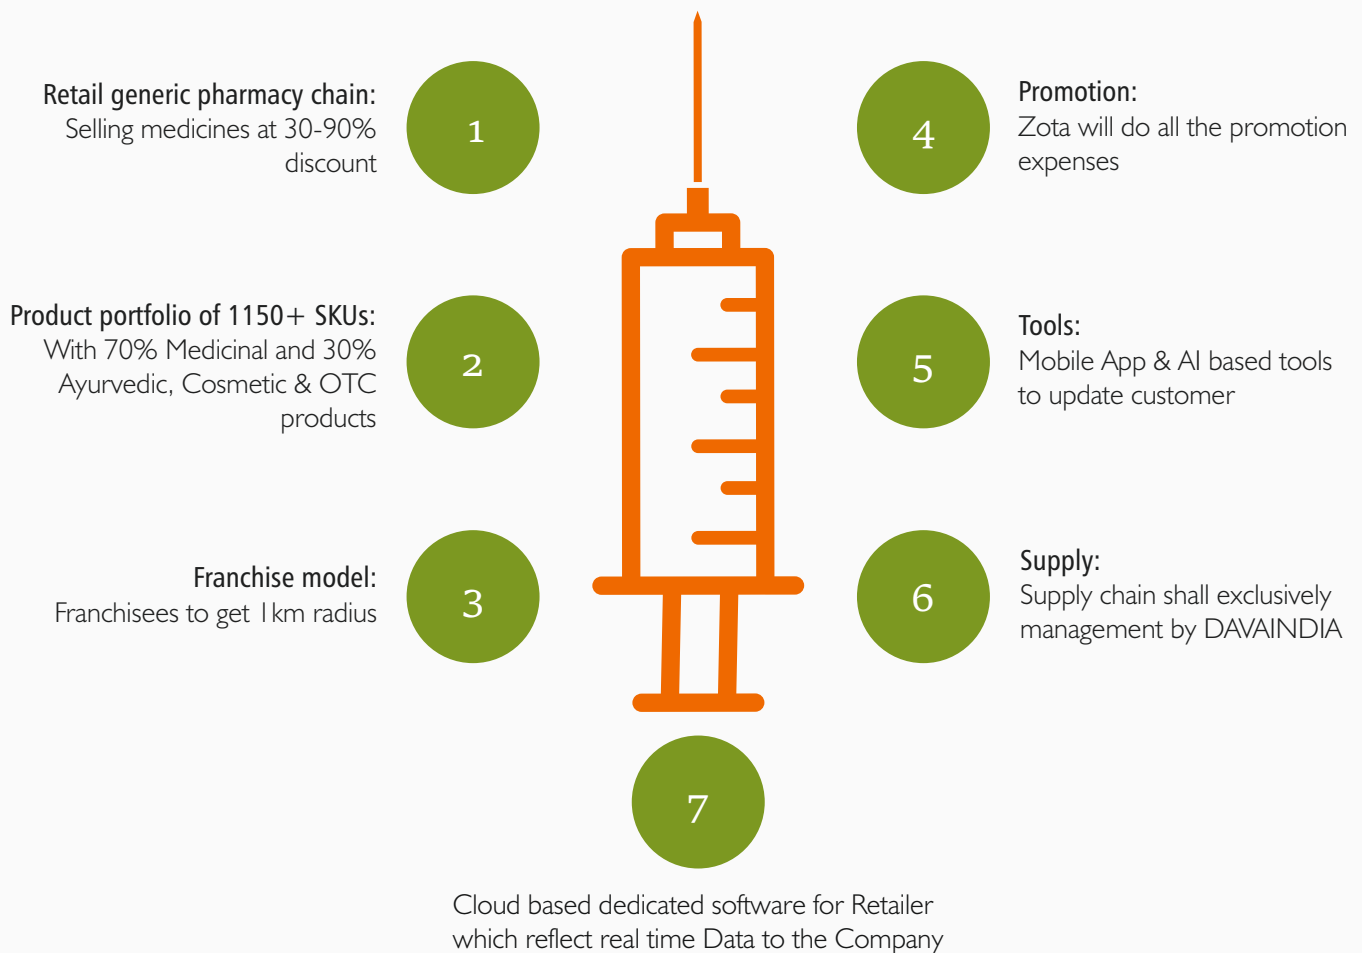 Retail generic pharmacy chain:
Selling medicines at 30-90%
discount
1
Product portfolio of 1150+ SKUs:
With 70% Medicinal and 30%
Ayurvedic, Cosmetic & OTC
products
2
Franchise model:
Franchisees to get 1km radius
3
4
Promotion:
Zota will do all the promotion
expenses
5
Tools:
Mobile App & AI based tools
to update customer
6
Supply:
Supply chain shall exclusively
management by DAVAINDIA
7
Cloud based dedicated software for Retailer
which reflect real time Data to the Company